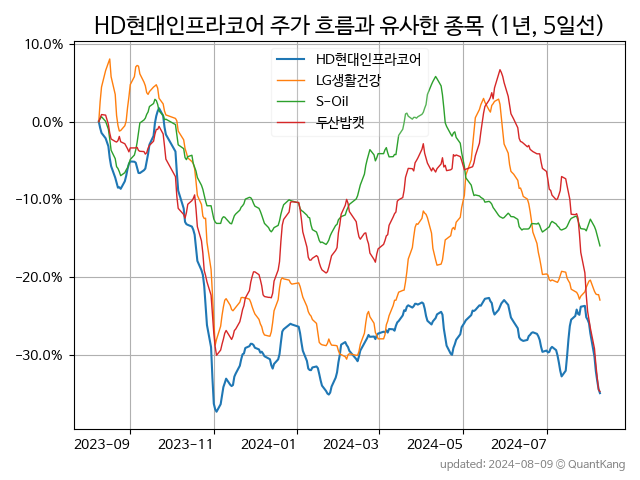 HD현대인프라코어 주가 흐름과 유사한 종목 (1년, 5일선)
10.0%
0.0%
−10.0%
−20.0%
−30.0%
HD현대인프라코어
LG생활건강
S-Oil
두산밥캣
2023-09 2023-11 2024-01 2024-03 2024-05 2024-07
updated: 2024-08-09 © QuantKang